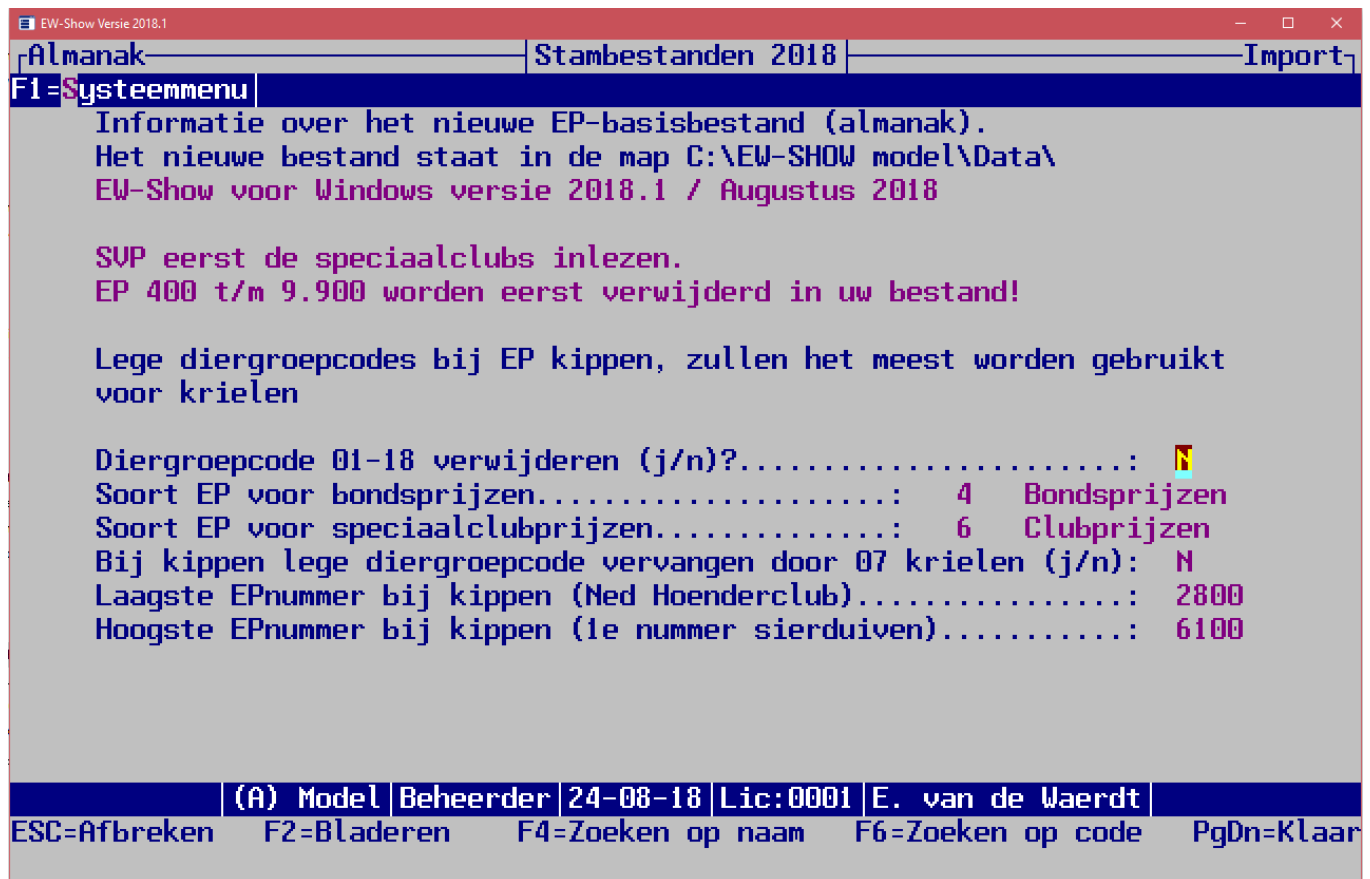 EW-Show Versie 2018.1
Almanak Stambestanden 2018 Import
F1=Systeemmenu
Informatie over het nieuwe EP-basisbestand (almanak).
Het nieuwe bestand staat in de map C:\EW-SHOW model\Data\
EW-Show voor Windows versie 2018.1 / Augustus 2018
SVP eerst de speciaalclubs inlezen.
EP 400 t/m 9.900 worden eerst verwijderd in uw bestand!
Lege diergroepcodes bij EP kippen, zullen het meest worden gebruikt
voor krielen
Diergroepcode 01-18 verwijderen (j/n)?.......................: N
Soort EP voor bondsprijzen.....................: 4 Bondsprijzen
Soort EP voor speciaalclubprijzen..............: 6 Clubprijzen
Bij kippen lege diergroepcode vervangen door 07 krielen (j/n): N
Laagste EPnummer bij kippen (Ned Hoenderclub)................: 2800
Hoogste EPnummer bij kippen (1e nummer sierduiven)...........: 6100
(A) Model|Beheerder|24-08-18|Lic:0001|E. van de Waerdt|
ESC=Afbreken F2=Bladeren F4=Zoeken op naam F6=Zoeken op code PgDn=Klaar